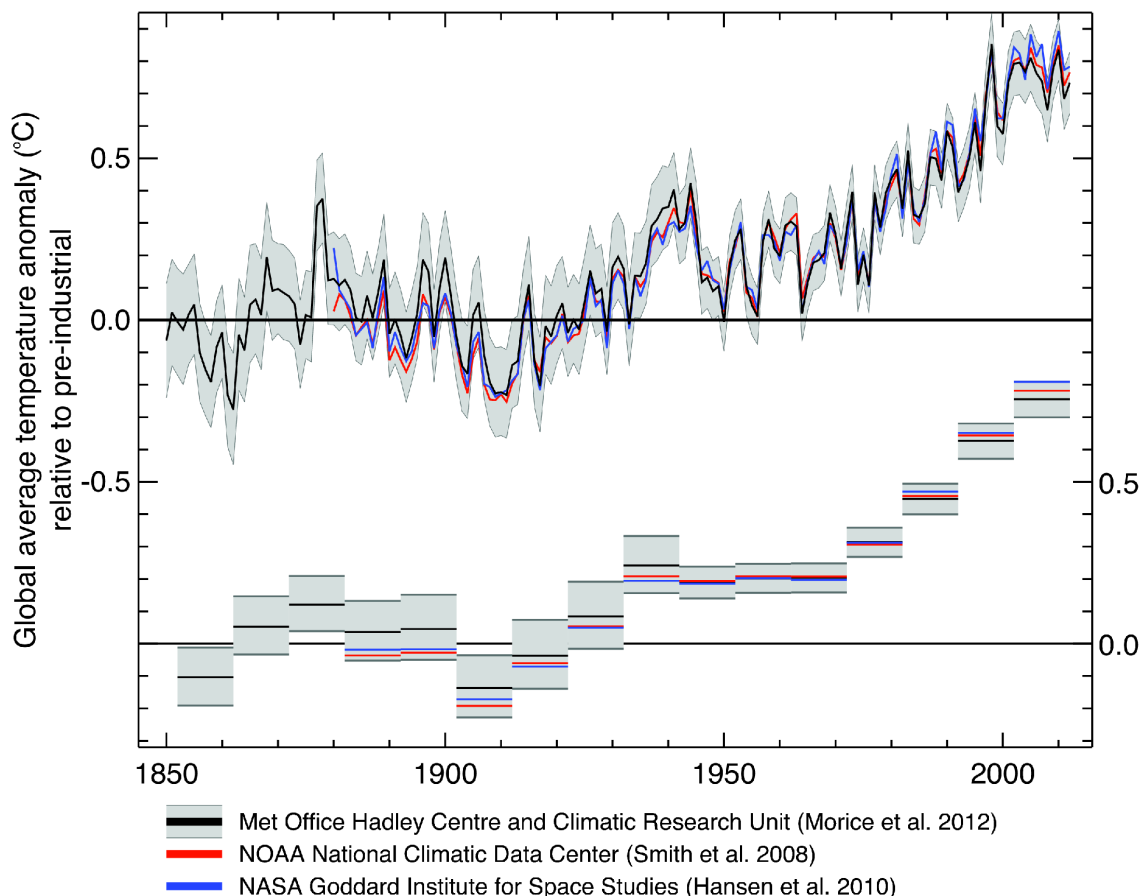 Global average temperature anomaly (ºC)
relative to pre-industrial
0.5
0.0
-0.5
0.5
0.0
1850 1900 1950 2000
Met Office Hadley Centre and Climatic Research Unit (Morice et al. 2012)
NOAA National Climatic Data Center (Smith et al. 2008)
NASA Goddard Institute for Space Studies (Hansen et al. 2010)